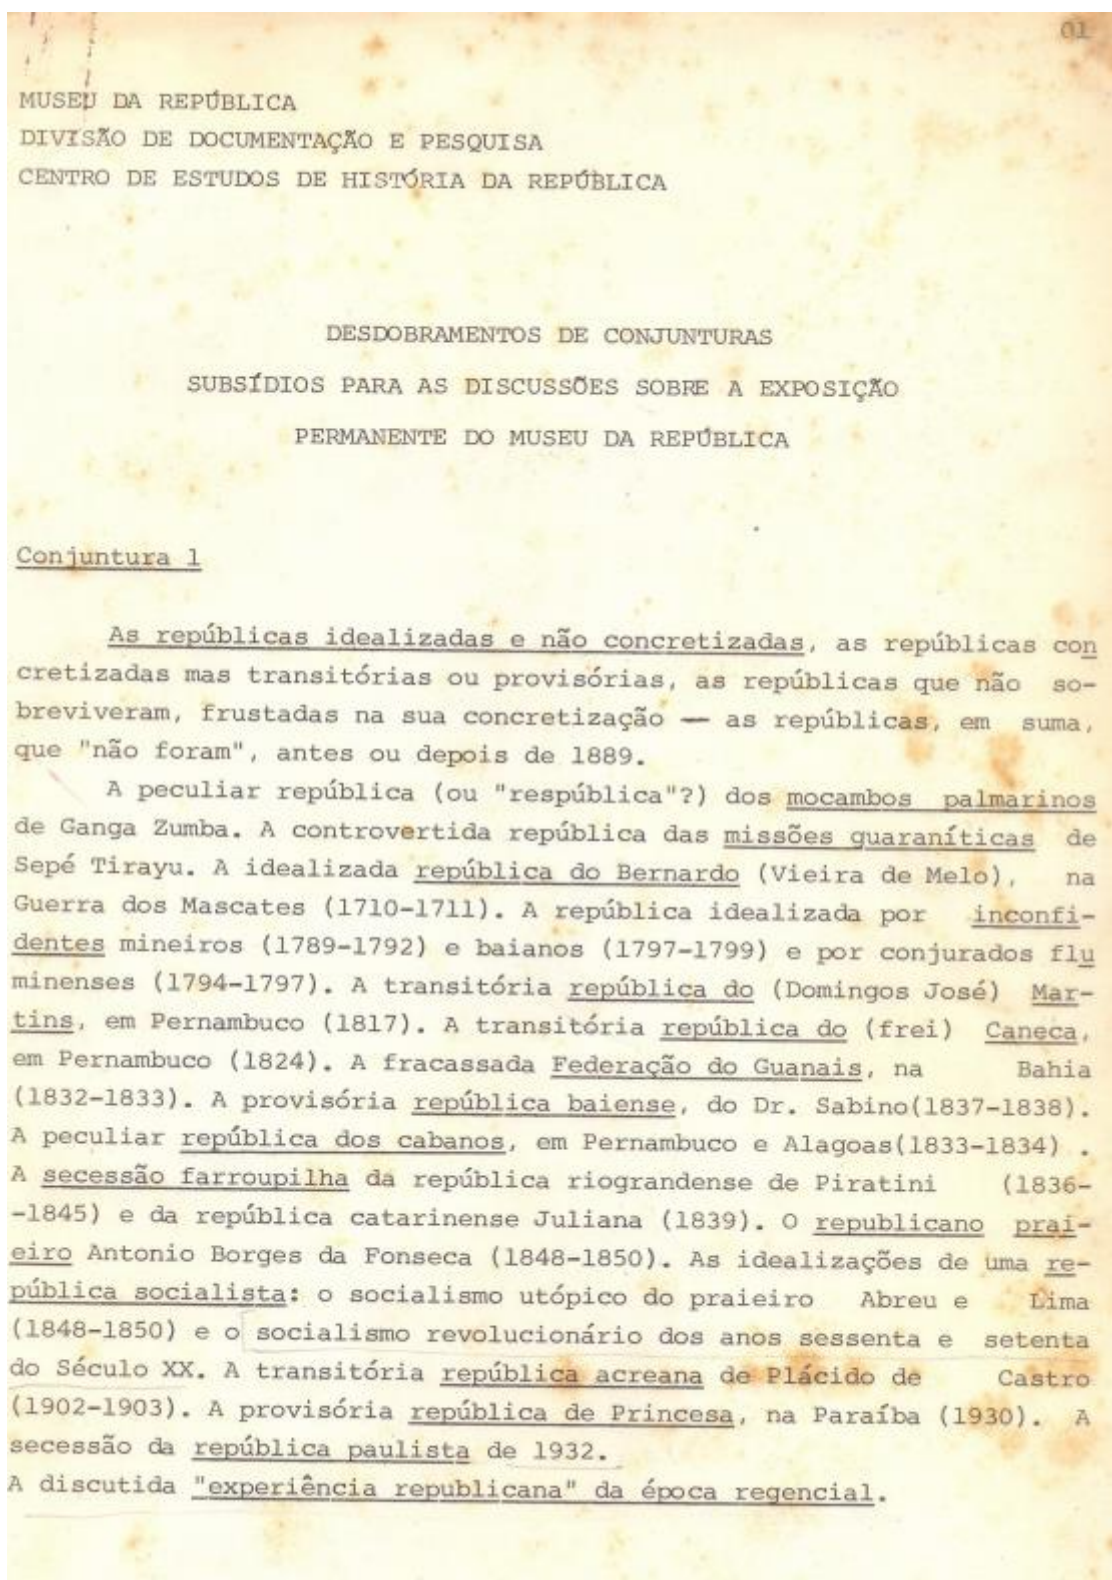 01
MUSEU DA REPÚBLICA
DIVISÃO DE DOCUMENTAÇÃO E PESQUISA
CENTRO DE ESTUDOS DE HISTÓRIA DA REPÚBLICA
DESDOBRAMENTOS DE CONJUNTURAS
SUBSÍDIOS PARA AS DISCUSSÕES SOBRE A EXPOSIÇÃO
PERMANENTE DO MUSEU DA REPÚBLICA
Conjuntura 1
As repúblicas idealizadas e não concretizadas, as repúblicas con
cretizadas mas transitórias ou provisórias, as repúblicas que não so-
breviveram, frustadas na sua concretização — as repúblicas, em suma,
que "não foram", antes ou depois de 1889.
A peculiar república (ou "respública"?) dos mocambos palmarinos
de Ganga Zumba. A controvertida república das missões guaraníticas de
Sepé Tirayu. A idealizada república do Bernardo (Vieira de Melo), na
Guerra dos Mascates (1710-1711). A república idealizada por inconfi-
dentes mineiros (1789-1792) e baianos (1797-1799) e por conjurados flu
minenses (1794-1797). A transitória república do (Domingos José) Mar-
tins, em Pernambuco (1817). A transitória república do (frei) Caneca,
em Pernambuco (1824). A fracassada Federação do Guanais, na Bahia
(1832-1833). A provisória república baiense, do Dr. Sabino(1837-1838).
A peculiar república dos cabanos, em Pernambuco e Alagoas(1833-1834) .
A secessão farroupilha da república riograndense de Piratini (1836-
-1845) e da república catarinense Juliana (1839). O republicano prai-
eiro Antonio Borges da Fonseca (1848-1850). As idealizações de uma re-
pública socialista: o socialismo utópico do praieiro Abreu e Lima
(1848-1850) e o socialismo revolucionário dos anos sessenta e setenta
do Século XX. A transitória república acreana de Plácido de Castro
(1902-1903). A provisória república de Princesa, na Paraíba (1930). A
secessão da república paulista de 1932.
A discutida "experiência republicana" da época regencial.